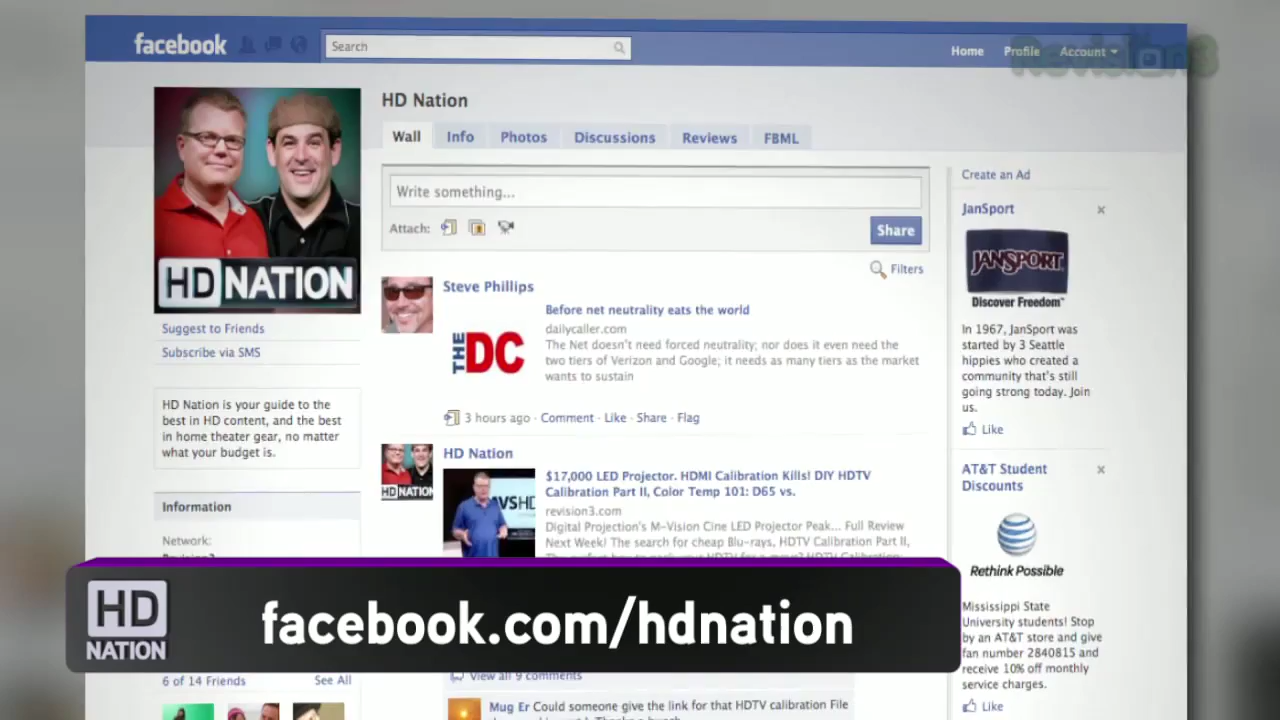 facebook
Search
Home Profile Account
Revision3
HD Nation
Wall Info Photos Discussions Reviews FBML
HD NATION
Write something...
Attach:
Share
Filters
Suggest to Friends
Subscribe via SMS
HD Nation is your guide to the
best in HD content, and the best
in home theater gear, no matter
what your budget is.
Information
Network:
Revision3
6 of 14 Friends See All
Steve Phillips
THE DC
Before net neutrality eats the world
dailycaller.com
The Net doesn't need forced neutrality; nor does it even need the
two tiers of Verizon and Google; it needs as many tiers as the market
wants to sustain
3 hours ago · Comment · Like · Share · Flag
HD NATION
HD Nation
AVSHD
$17,000 LED Projector. HDMI Calibration Kills! DIY HDTV
Calibration Part II, Color Temp 101: D65 vs.
revision3.com
Digital Projection's M-Vision Cine LED Projector Peak... Full Review
Next Week! The search for cheap Blu-rays, HDTV Calibration Part II,
View all 9 comments
Mug Er Could someone give the link for that HDTV calibration File
Create an Ad
JanSport
JANSPORT
Discover Freedom™
In 1967, JanSport was
started by 3 Seattle
hippies who created a
community that's still
going strong today. Join
us.
Like
AT&T Student
Discounts
Rethink Possible
Mississippi State
University students! Stop
by an AT&T store and give
fan number 2840815 and
receive 10% off monthly
service charges.
Like
HD
NATION
facebook.com/hdnation